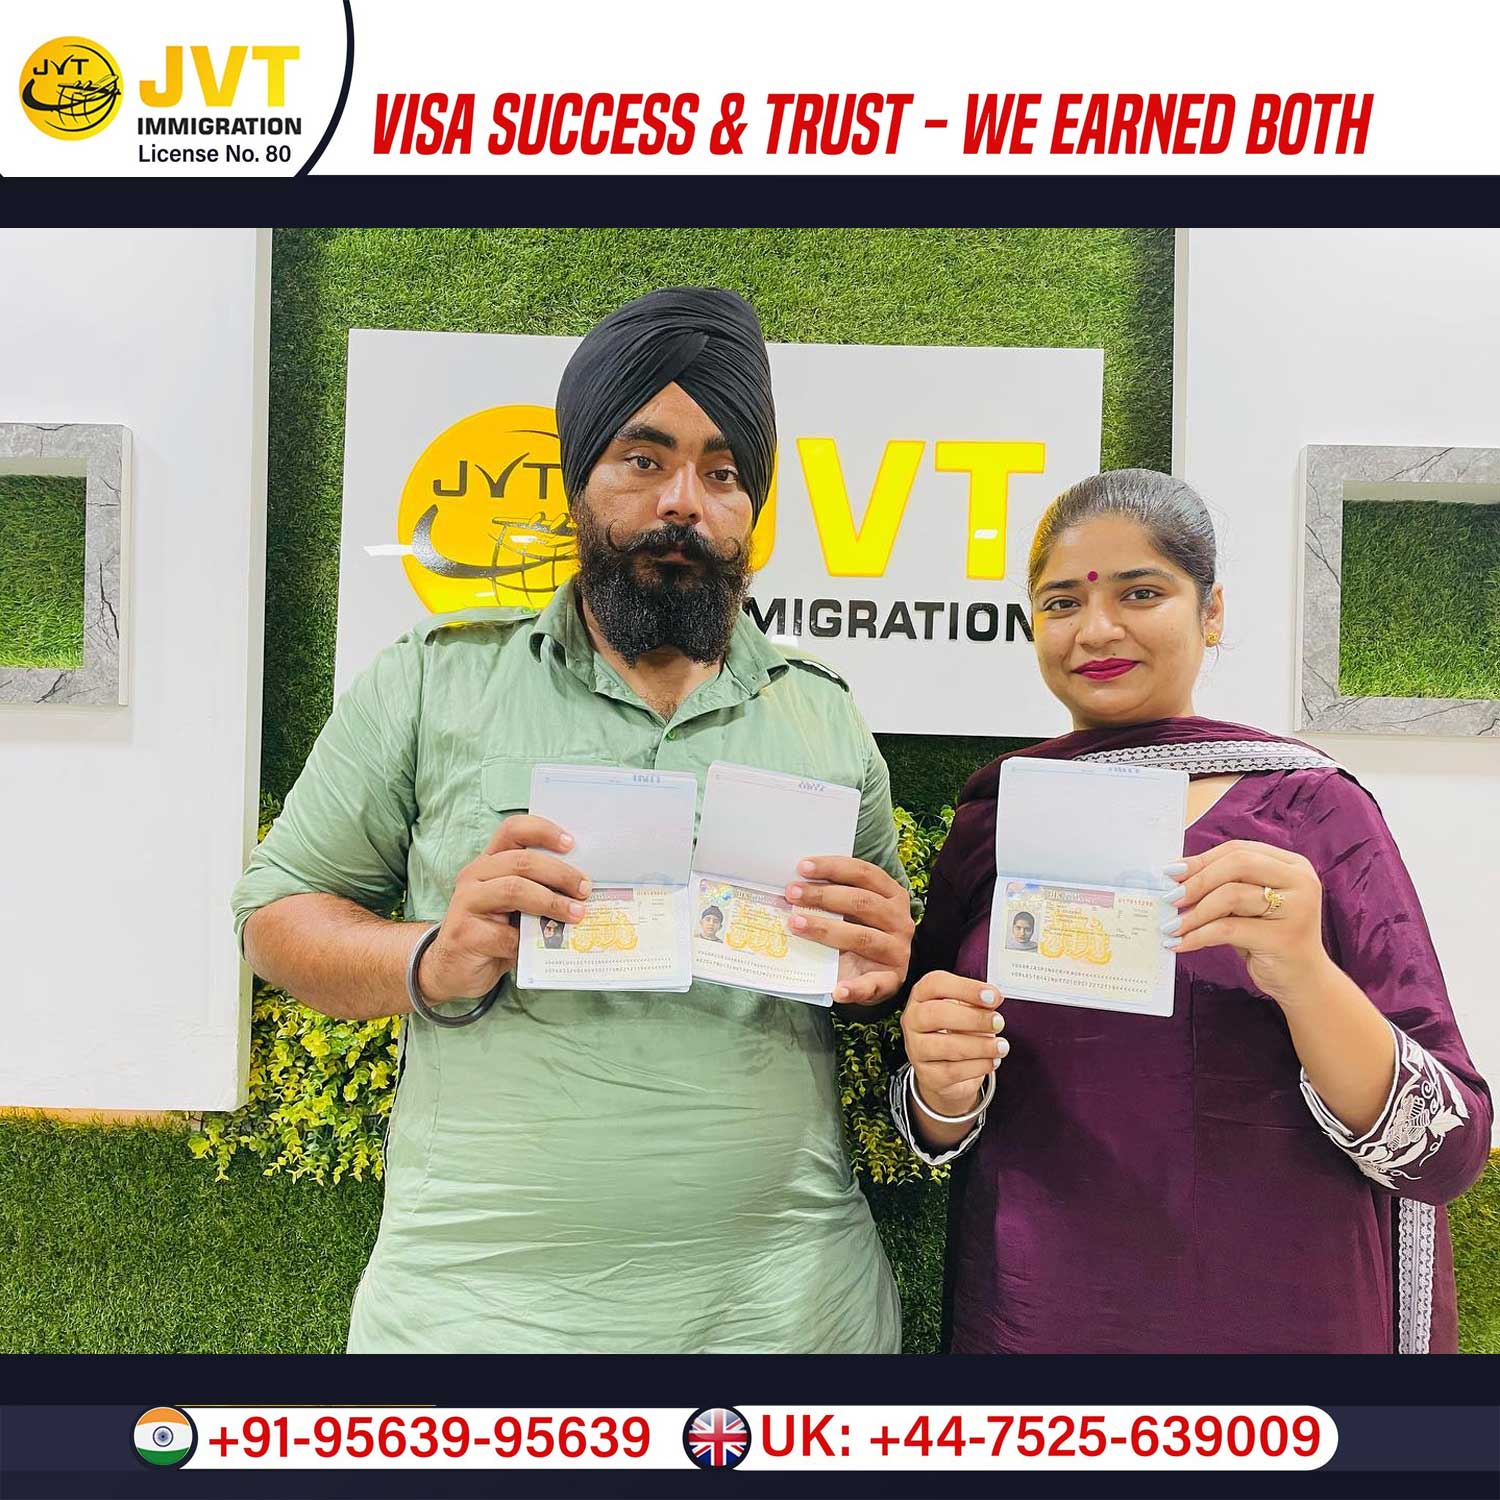 JVT
JVT
IMMIGRATION
License No. 80
VISA SUCCESS & TRUST - WE EARNED BOTH
JVT
JVT
MIGRATION
+91-95639-95639
UK: +44-7525-639009